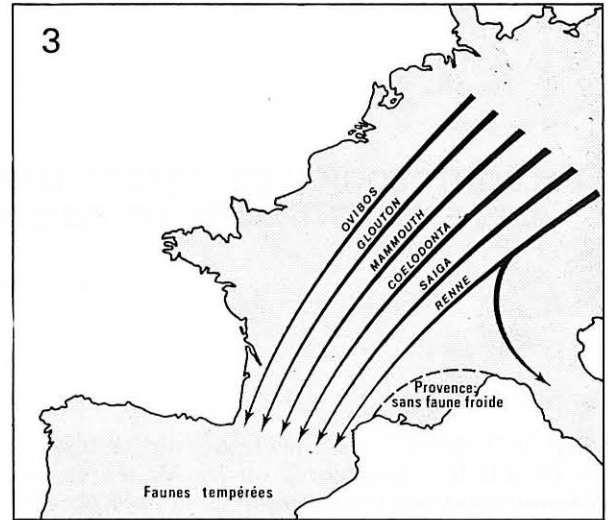 3
OVIBOS
GLOUTON
MAMMOUTH
COELODONTA
SAIGA
RENNE
Provence:
sans faune froide
Faunes tempérées